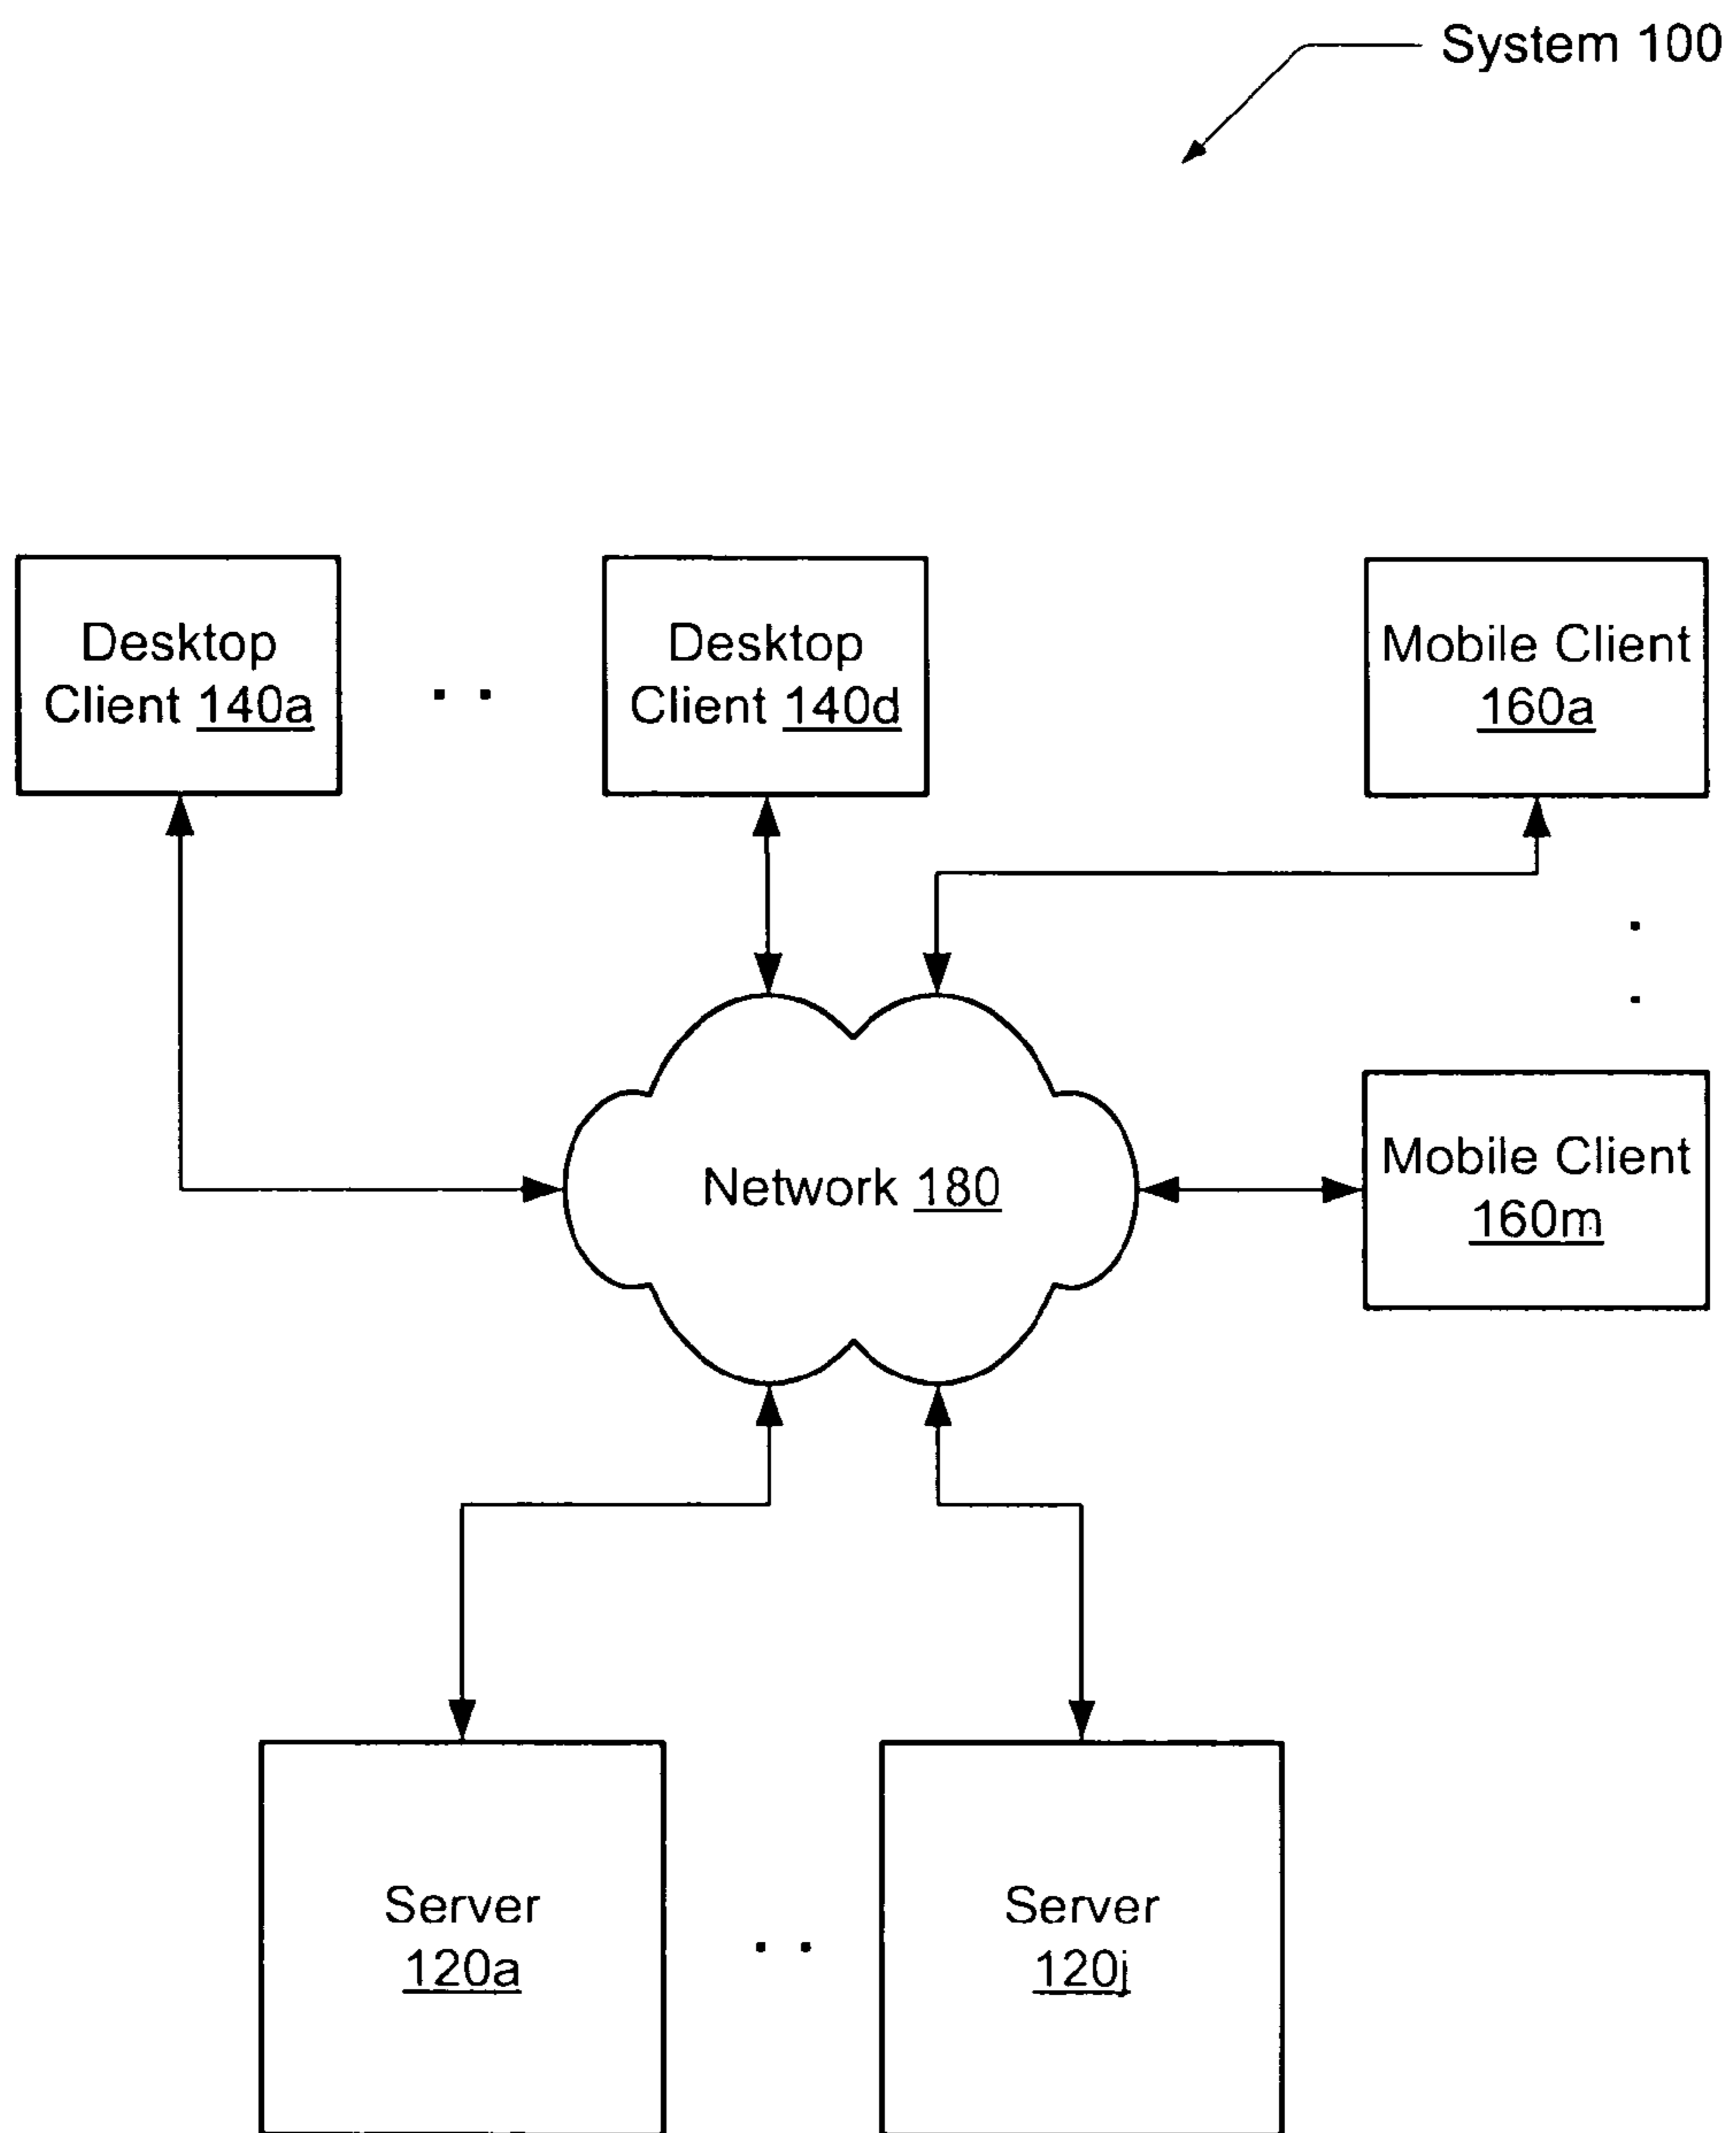 System 100
Desktop
Client 140a
. .
Desktop
Client 140d
Mobile Client
160a
.
.
Network 180
Mobile Client
160m
Server
120a
. .
Server
120j